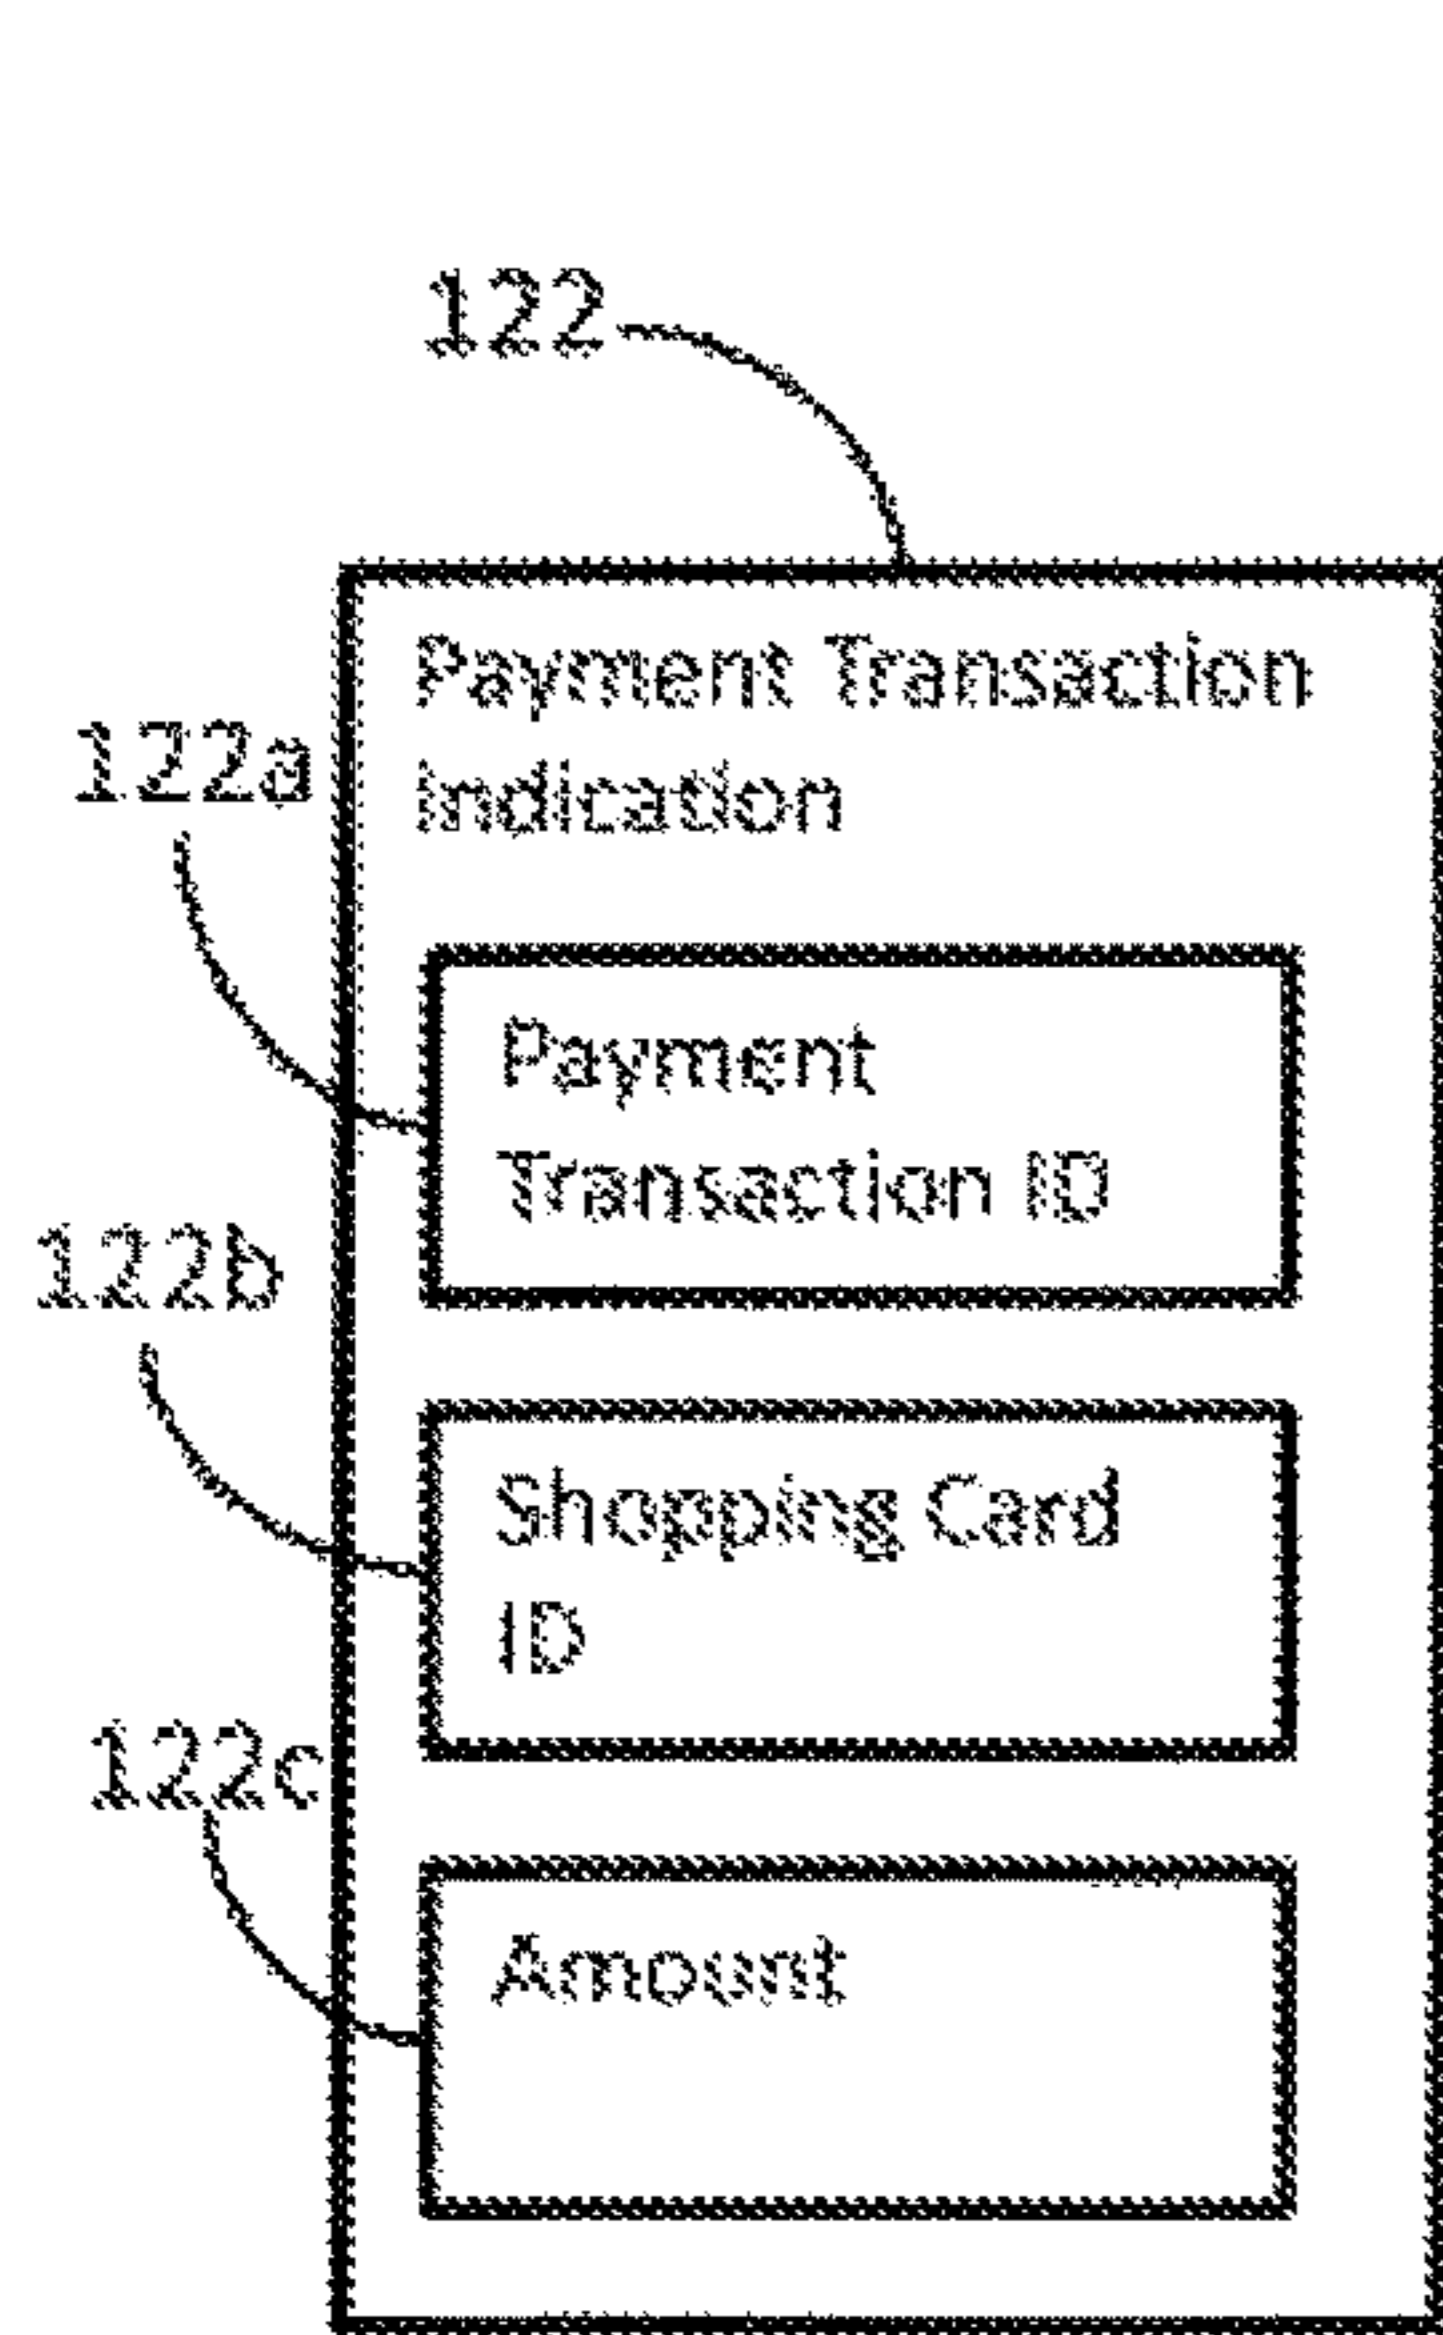 122
Payment Transaction
Indication
122a
Payment
Transaction ID
122b
Shopping Card
ID
122c
Amount